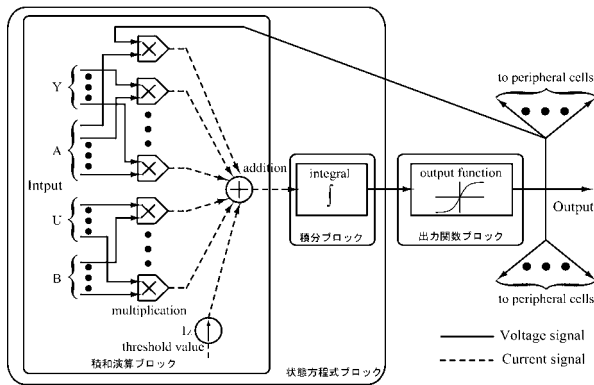 Y
A
Intput
U
B
multiplication
addition
Iz
threshold value
積和演算ブロック
integral
∫
積分ブロック
状態方程式ブロック
output function
出力関数ブロック
to peripheral cells
Output
to peripheral cells
Voltage signal
Current signal